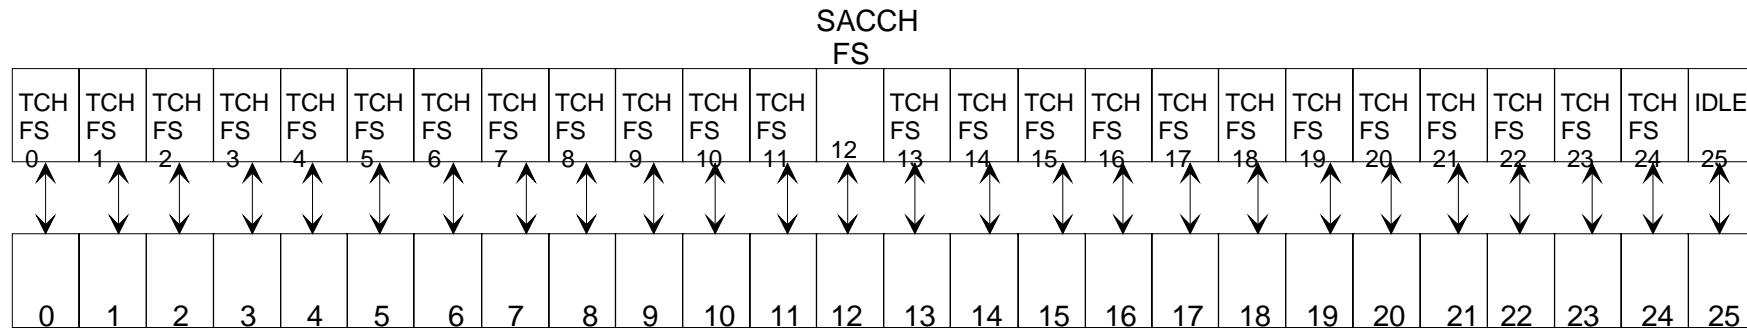 SACCH
FS
TCH TCH TCH TCH TCH TCH TCH TCH TCH TCH TCH TCH TCH TCH TCH TCH TCH TCH TCH TCH TCH TCH TCH TCH IDLE
FS FS FS FS FS FS FS FS FS FS FS FS FS FS FS FS FS FS FS FS FS FS FS FS
0 1 2 3 4 5 6 7 8 9 10 11 12 13 14 15 16 17 18 19 20 21 22 23 24 25
0 1 2 3 4 5 6 7 8 9 10 11 12 13 14 15 16 17 18 19 20 21 22 23 24 25